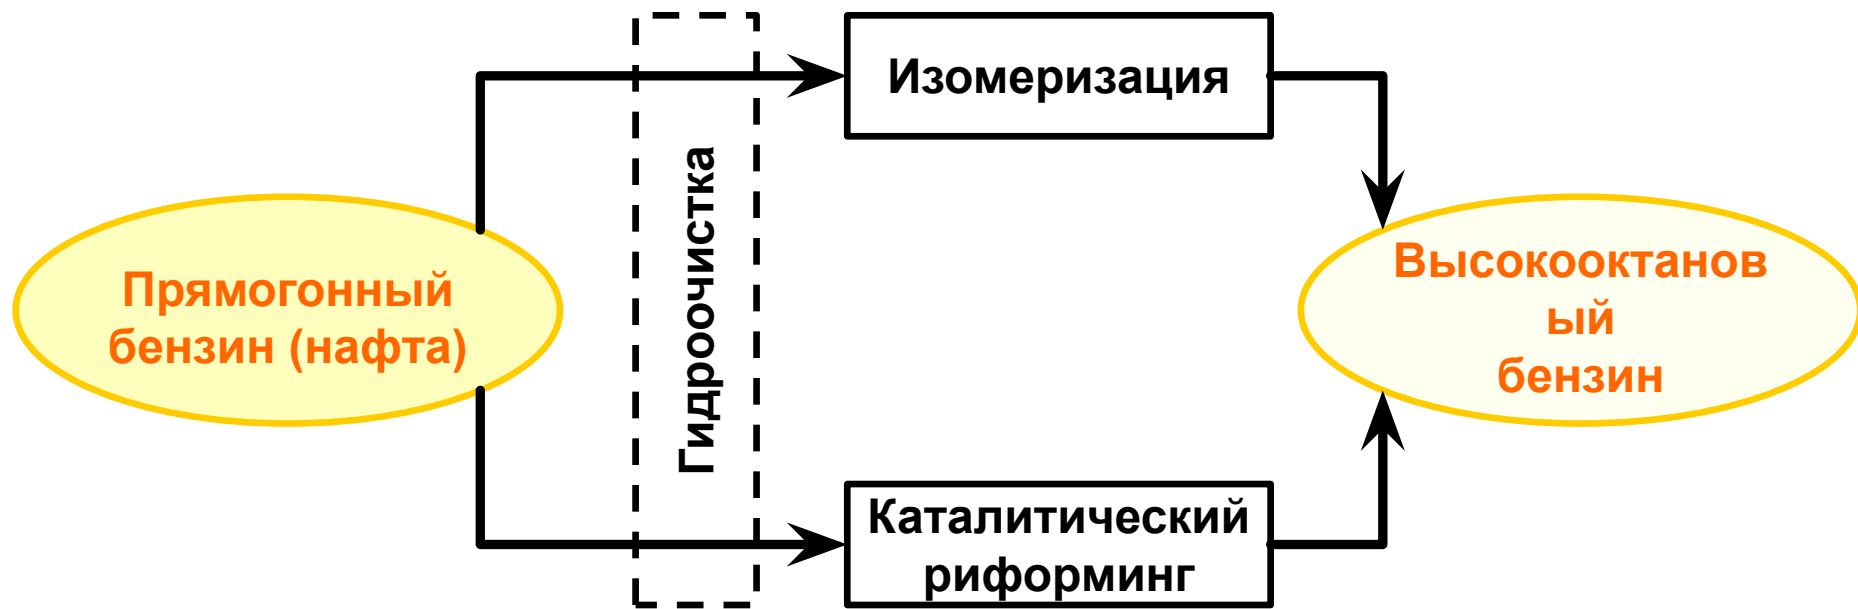 Прямогонный
бензин (нафта)
Гидроочистка
Изомеризация
Каталитический
риформинг
Высокооктанов
ый
бензин